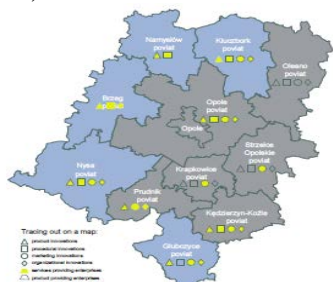 Namysłów
powiat
Kluczbork
powiat
Olesno
powiat
Brzeg
Opole
powiat
Opole
Strzelce
Opolskie
powiat
Nysa
powiat
Krapkowice
powiat
Prudnik
powiat
Kędzierzyn-Koźle
powiat
Głubczyce
powiat
Tracing out on a map:
product innovations
procedural innovations
marketing innovations
organizational innovations
services providing enterprises
product providing enterprises